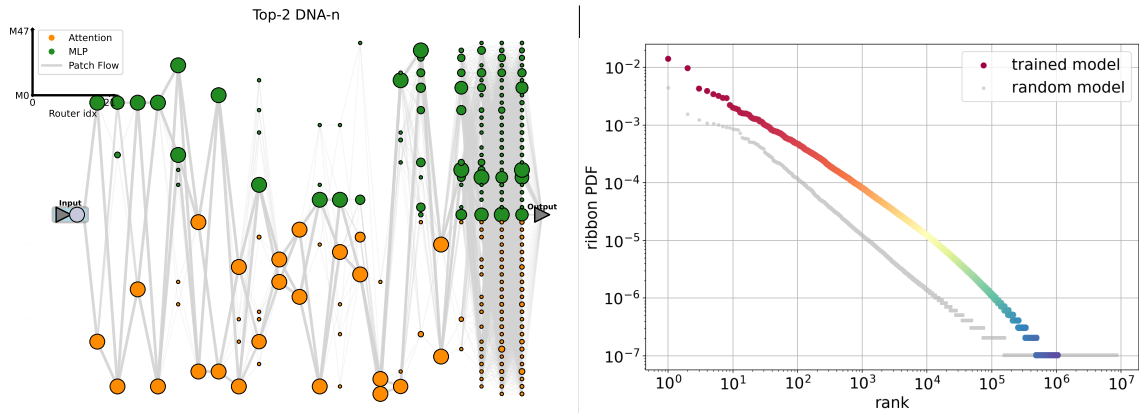 Top-2 DNA-n
M47
Attention
MLP
Patch Flow
M0
0
Router idx
Input
Output
ribbon PDF
10⁻²
10⁻³
10⁻⁴
10⁻⁵
10⁻⁶
10⁻⁷
trained model
random model
10⁰ 10¹ 10² 10³ 10⁴ 10⁵ 10⁶ 10⁷
rank